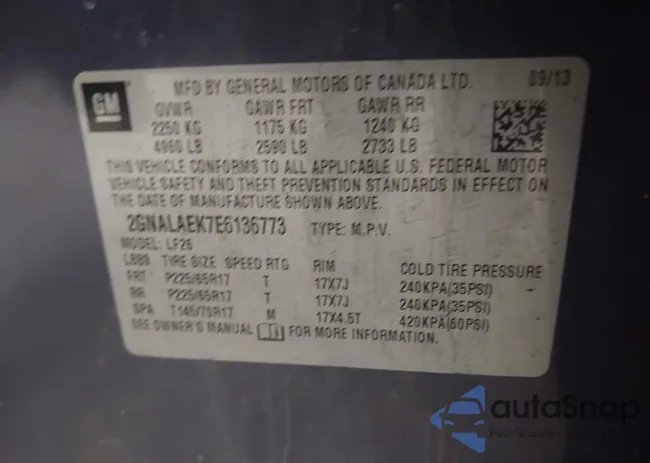 GM
MFD BY GENERAL MOTORS OF CANADA LTD. 09/13
GVWR GAWR FRT GAWR RR
2250 KG 1175 KG 1240 KG
4960 LB 2590 LB 2733 LB
THIS VEHICLE CONFORMS TO ALL APPLICABLE U.S. FEDERAL MOTOR
VEHICLE SAFETY AND THEFT PREVENTION STANDARDS IN EFFECT ON
THE DATE OF MANUFACTURE SHOWN ABOVE.
2GNALAEK7E6136773 TYPE: M.P.V.
MODEL: LF26
L889 TIRE SIZE SPEED RTG RIM COLD TIRE PRESSURE
FRT P225/65R17 T 17X7J 240KPA(35PSI)
RR P225/65R17 T 17X7J 240KPA(35PSI)
SPA T145/70R17 M 17X4.5T 420KPA(60PSI)
SEE OWNER'S MANUAL FOR MORE INFORMATION.
autaSnap
Pewne auto